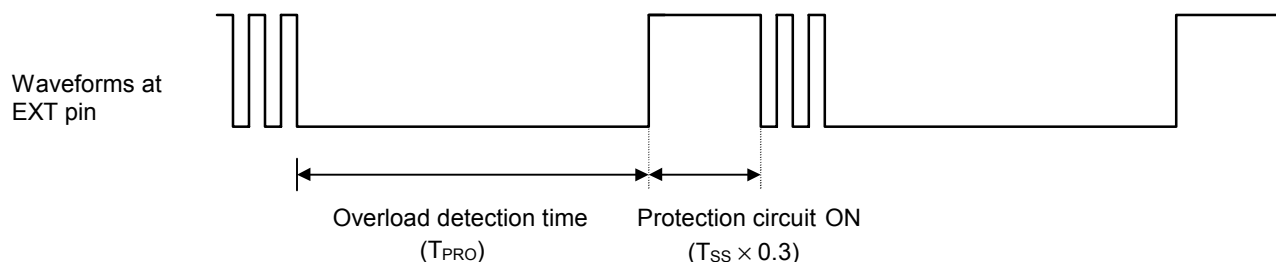 Waveforms at
EXT pin
Overload detection time
(TPRO)
Protection circuit ON
(TSS × 0.3)